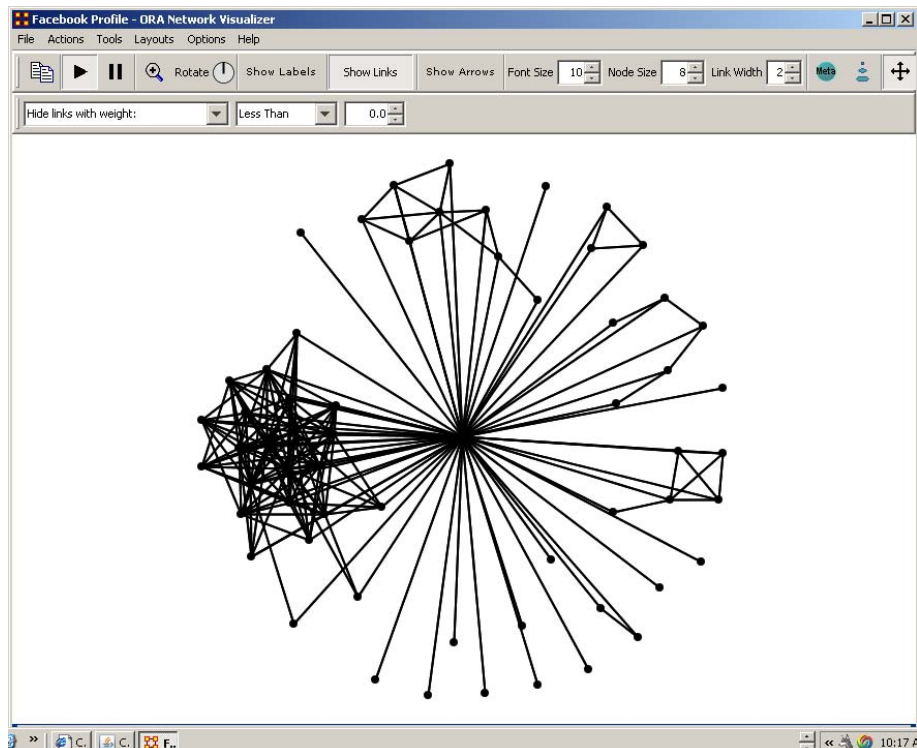 Facebook Profile - ORA Network Visualizer
File Actions Tools Layouts Options Help
Rotate Show Labels Show Links Show Arrows Font Size 10 Node Size 8 Link Width 2 Meta
Hide links with weight: Less Than 0.0
» C. C. F.. « 10:17 A